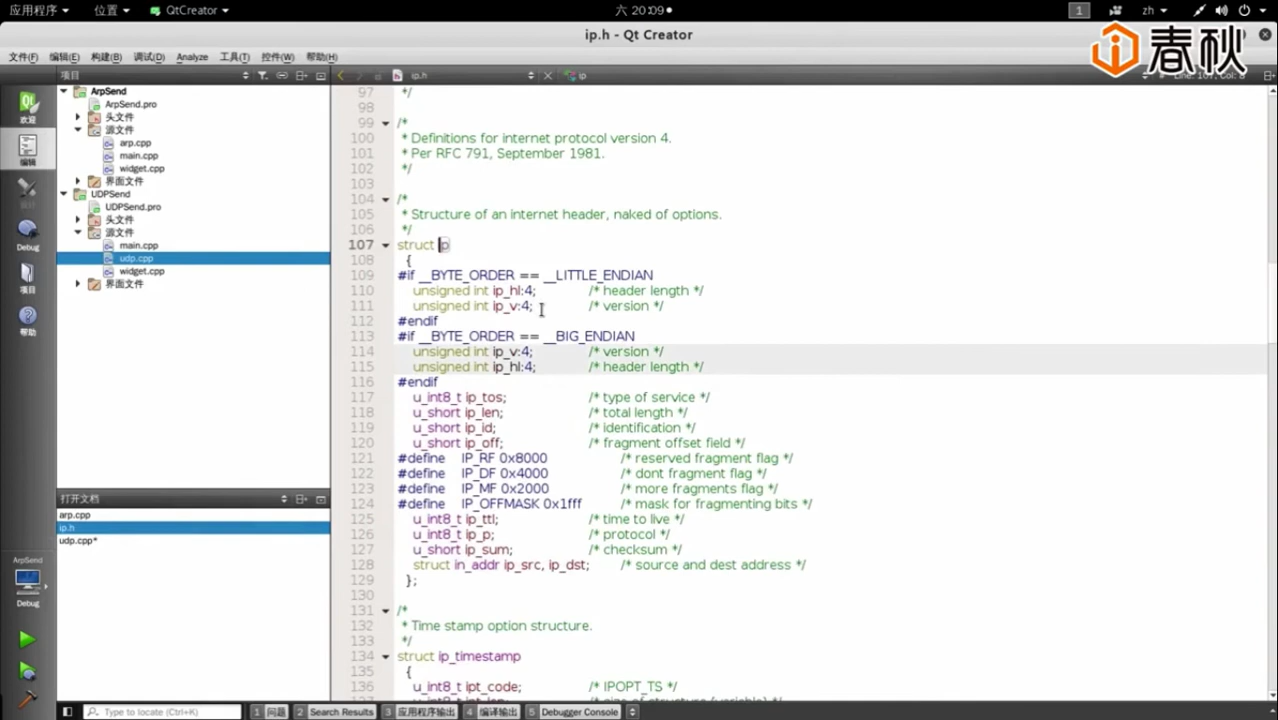 应用程序 位置 QtCreator 六 20:09 1 zh
ip.h - Qt Creator
春秋
文件(F) 编辑(E) 构建(B) 调试(D) Analyze 工具(T) 控件(W) 帮助(H)
项目 ip.h ip
欢迎
编辑
Debug
项目
帮助
ArpSend
Debug
ArpSend
ArpSend.pro
头文件
源文件
arp.cpp
main.cpp
widget.cpp
界面文件
UDPSend
UDPSend.pro
头文件
源文件
main.cpp
udp.cpp
widget.cpp
界面文件
打开文档
arp.cpp
ip.h
udp.cpp*
97 */
98
99 /*
100 * Definitions for internet protocol version 4.
101 * Per RFC 791, September 1981.
102 */
103
104 /*
105 * Structure of an internet header, naked of options.
106 */
107 struct ip
108 {
109 #if __BYTE_ORDER == __LITTLE_ENDIAN
110 unsigned int ip_hl:4; /* header length */
111 unsigned int ip_v:4; /* version */
112 #endif
113 #if __BYTE_ORDER == __BIG_ENDIAN
114 unsigned int ip_v:4; /* version */
115 unsigned int ip_hl:4; /* header length */
116 #endif
117 u_int8_t ip_tos; /* type of service */
118 u_short ip_len; /* total length */
119 u_short ip_id; /* identification */
120 u_short ip_off; /* fragment offset field */
121 #define IP_RF 0x8000 /* reserved fragment flag */
122 #define IP_DF 0x4000 /* dont fragment flag */
123 #define IP_MF 0x2000 /* more fragments flag */
124 #define IP_OFFMASK 0x1fff /* mask for fragmenting bits */
125 u_int8_t ip_ttl; /* time to live */
126 u_int8_t ip_p; /* protocol */
127 u_short ip_sum; /* checksum */
128 struct in_addr ip_src, ip_dst; /* source and dest address */
129 };
130
131 /*
132 * Time stamp option structure.
133 */
134 struct ip_timestamp
135 {
136 u_int8_t ipt_code; /* IPOPT_TS */
Type to locate (Ctrl+K) 1 问题 2 Search Results 3 应用程序输出 4 编译输出 5 Debugger Console